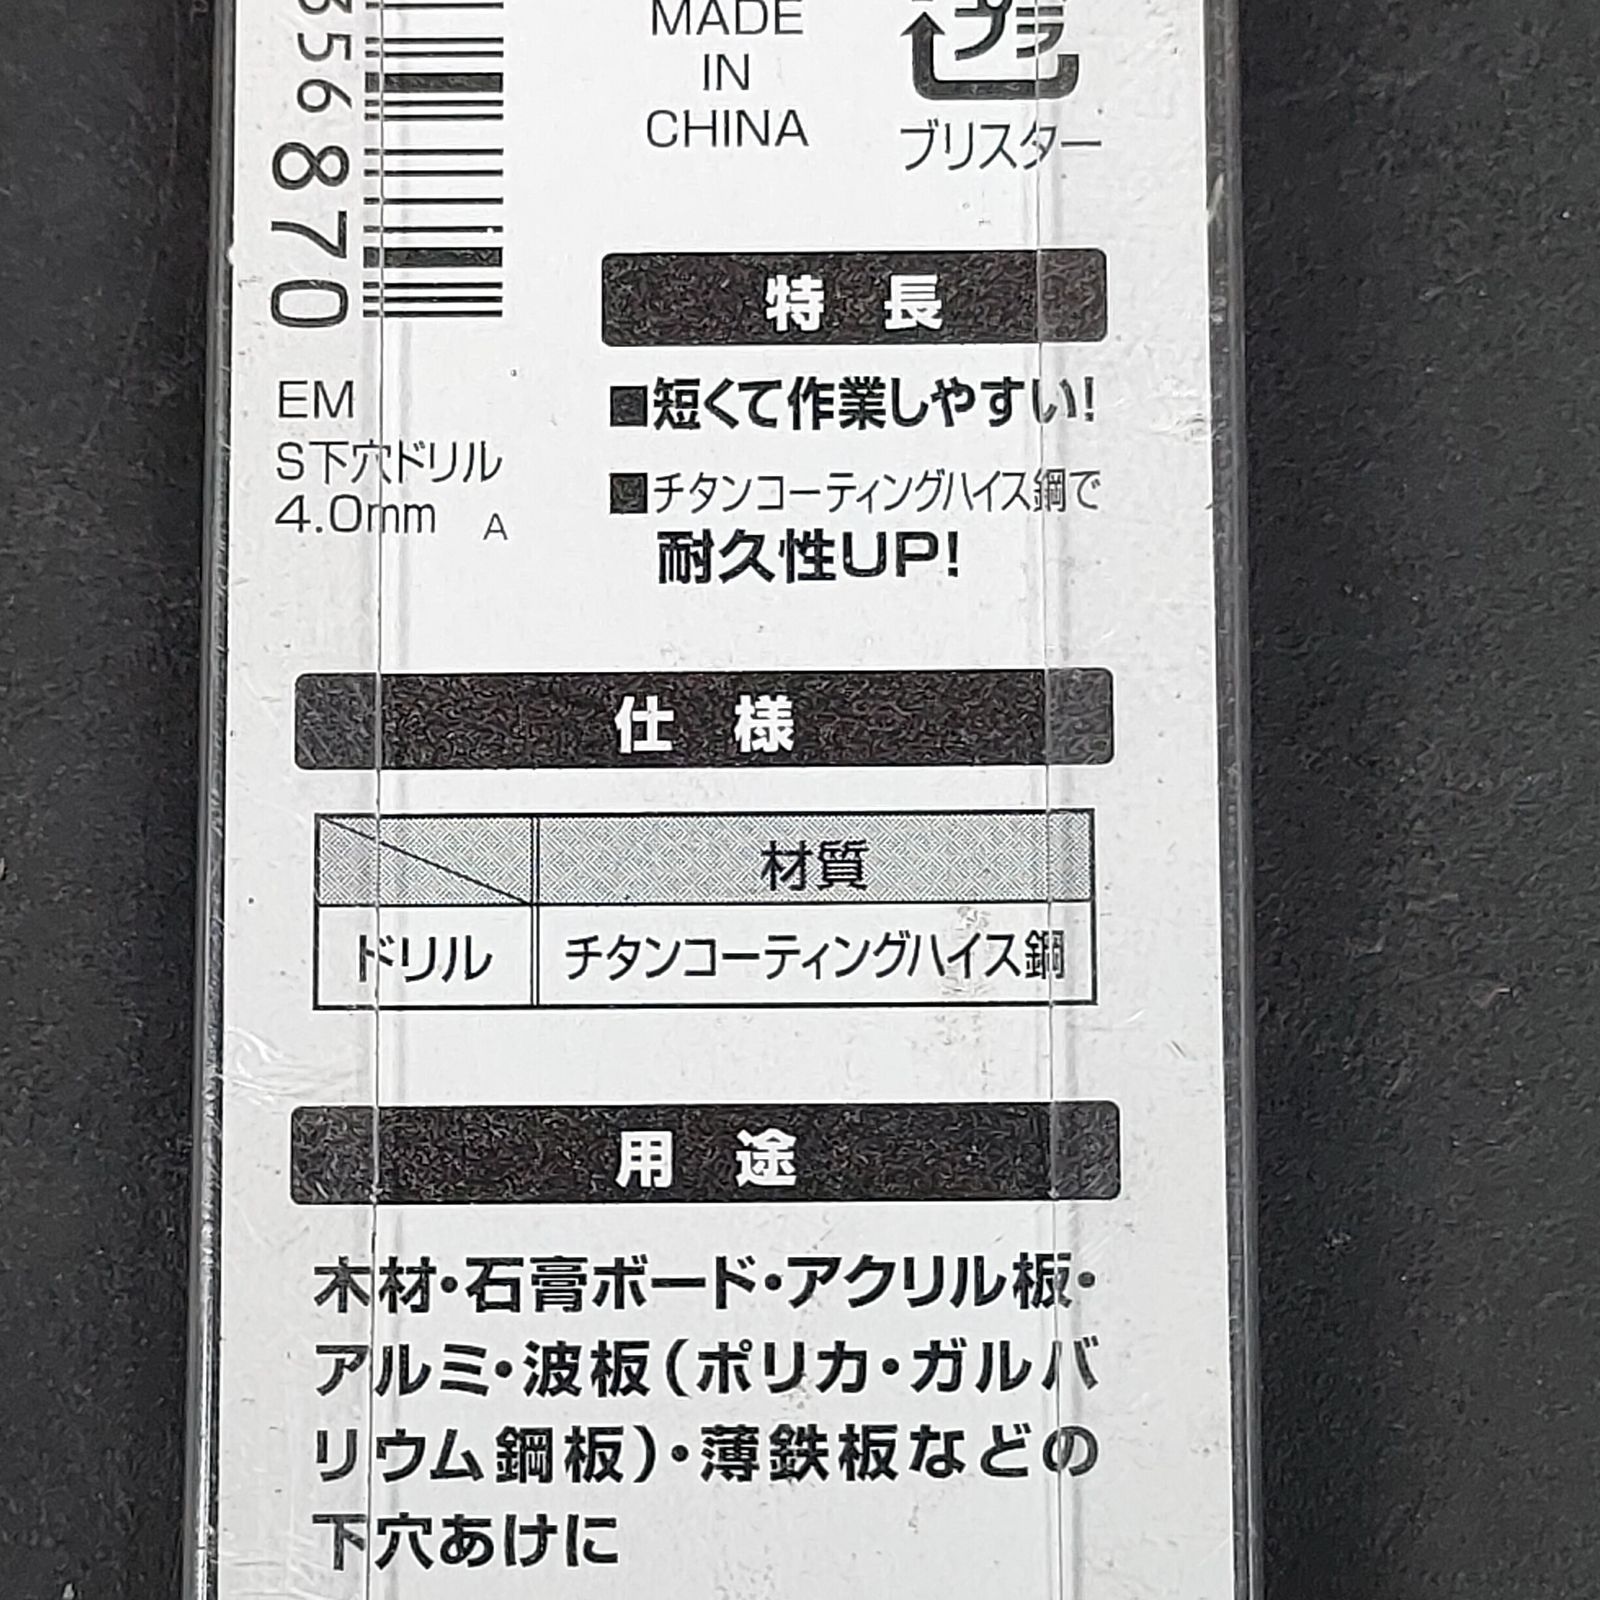 56870
MADE
IN
CHINA
プラ
ブリスター
EM
S下穴ドリル
4.0mm A
特 長
■短くて作業しやすい!
■チタンコーティングハイス鋼で
耐久性UP!
仕 様
材質
ドリル チタンコーティングハイス鋼
用 途
木材・石膏ボード・アクリル板・
アルミ・波板(ポリカ・ガルバ
リウム鋼板)・薄鉄板などの
下穴あけに